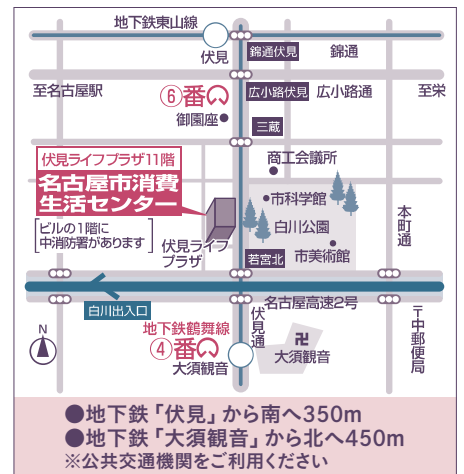 地下鉄東山線
伏見
錦通伏見
錦通
至名古屋駅
⑥番
広小路伏見
広小路通
至栄
御園座
三蔵
伏見ライフプラザ11階
名古屋市消費
生活センター
商工会議所
市科学館
白川公園
本町通
ビルの1階に
中消防署があります
伏見ライフ
プラザ
若宮北
市美術館
白川出入口
名古屋高速2号
伏見通
〒中郵便局
N
地下鉄鶴舞線
④番
大須観音
卍
大須観音
●地下鉄「伏見」から南へ350m
●地下鉄「大須観音」から北へ450m
※公共交通機関をご利用ください